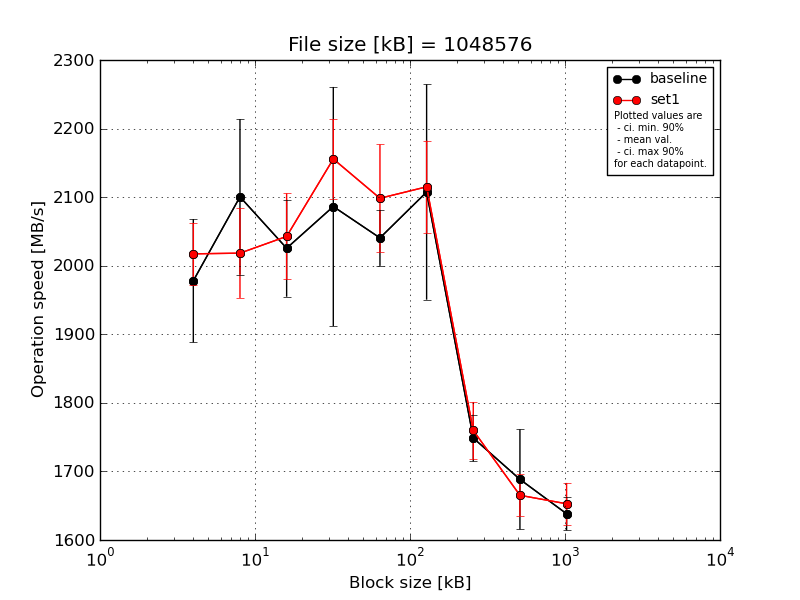 File size [kB] = 1048576
2300
2200
2100
2000
1900
1800
1700
1600
Operation speed [MB/s]
baseline
set1
Plotted values are
- ci. min. 90%
- mean val.
- ci. max 90%
for each datapoint.
10⁰ 10¹ 10² 10³ 10⁴
Block size [kB]